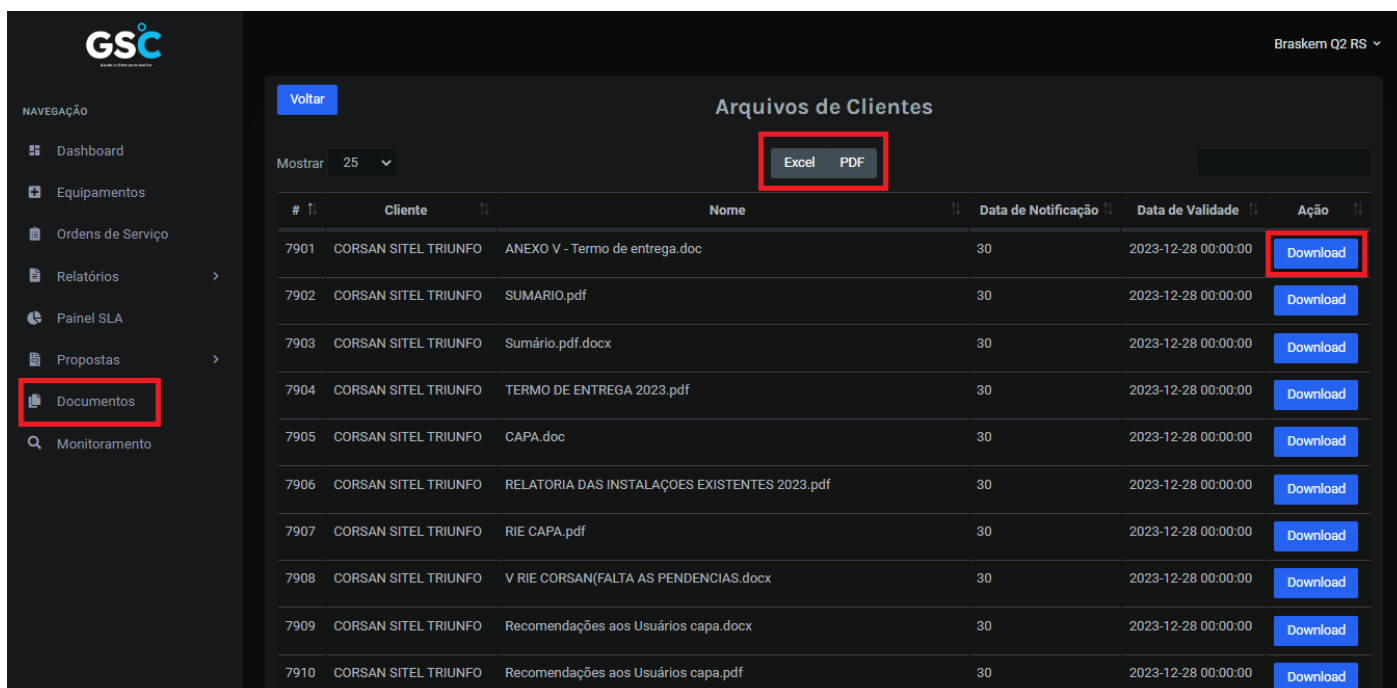 GSC
Braskem Q2 RS
NAVEGAÇÃO
Dashboard
Equipamentos
Ordens de Serviço
Relatórios
Painel SLA
Propostas
Documentos
Monitoramento
Voltar
Arquivos de Clientes
Mostrar 25
Excel PDF
# Cliente Nome Data de Notificação Data de Validade Ação
7901 CORSAN SITEL TRIUNFO ANEXO V - Termo de entrega.doc 30 2023-12-28 00:00:00 Download
7902 CORSAN SITEL TRIUNFO SUMARIO.pdf 30 2023-12-28 00:00:00 Download
7903 CORSAN SITEL TRIUNFO Sumário.pdf.docx 30 2023-12-28 00:00:00 Download
7904 CORSAN SITEL TRIUNFO TERMO DE ENTREGA 2023.pdf 30 2023-12-28 00:00:00 Download
7905 CORSAN SITEL TRIUNFO CAPA.doc 30 2023-12-28 00:00:00 Download
7906 CORSAN SITEL TRIUNFO RELATORIA DAS INSTALAÇOES EXISTENTES 2023.pdf 30 2023-12-28 00:00:00 Download
7907 CORSAN SITEL TRIUNFO RIE CAPA.pdf 30 2023-12-28 00:00:00 Download
7908 CORSAN SITEL TRIUNFO V RIE CORSAN(FALTA AS PENDENCIAS.docx 30 2023-12-28 00:00:00 Download
7909 CORSAN SITEL TRIUNFO Recomendações aos Usuários capa.docx 30 2023-12-28 00:00:00 Download
7910 CORSAN SITEL TRIUNFO Recomendações aos Usuários capa.pdf 30 2023-12-28 00:00:00 Download